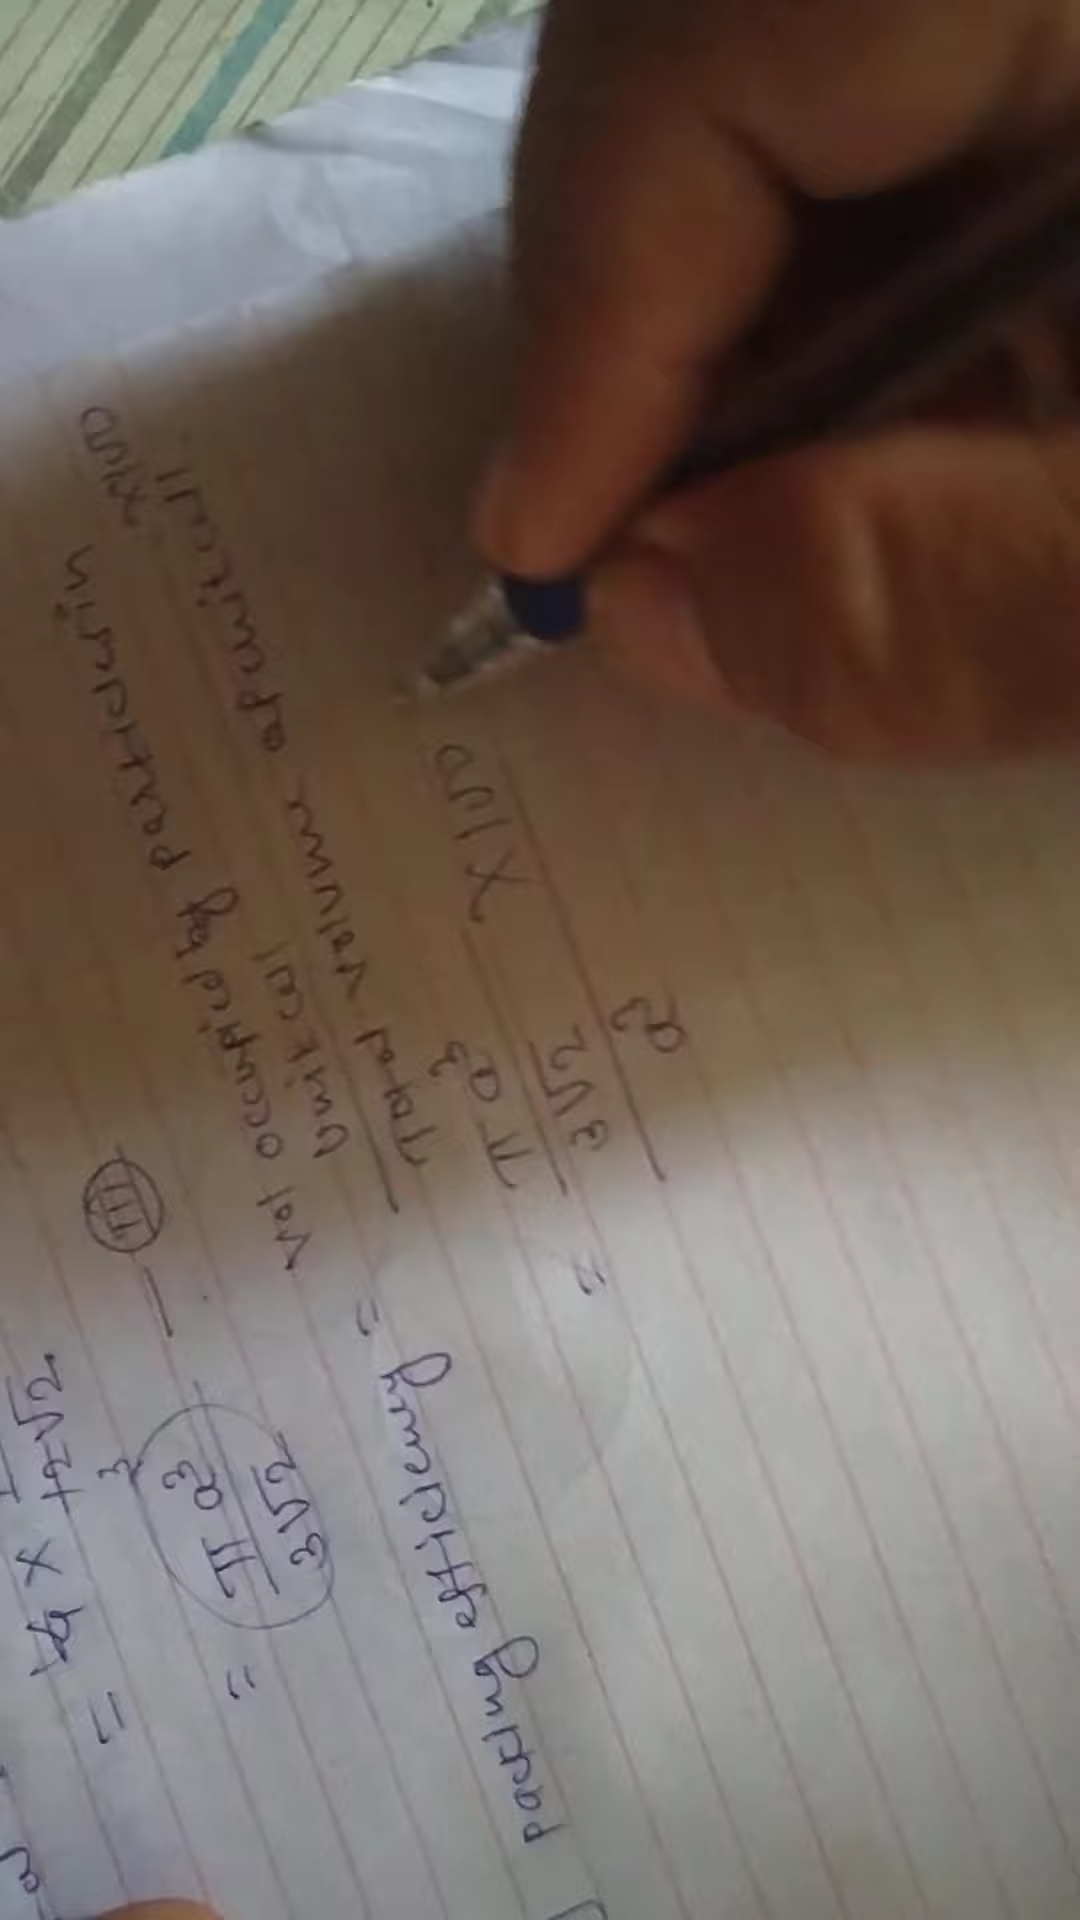 = 4 × 1/12√2
= πa³/3√2 — III
Packing efficiency = Vol occupied by particle in unit cell/Total volume of unit cell × 100
= πa³/3√2/a³ × 100